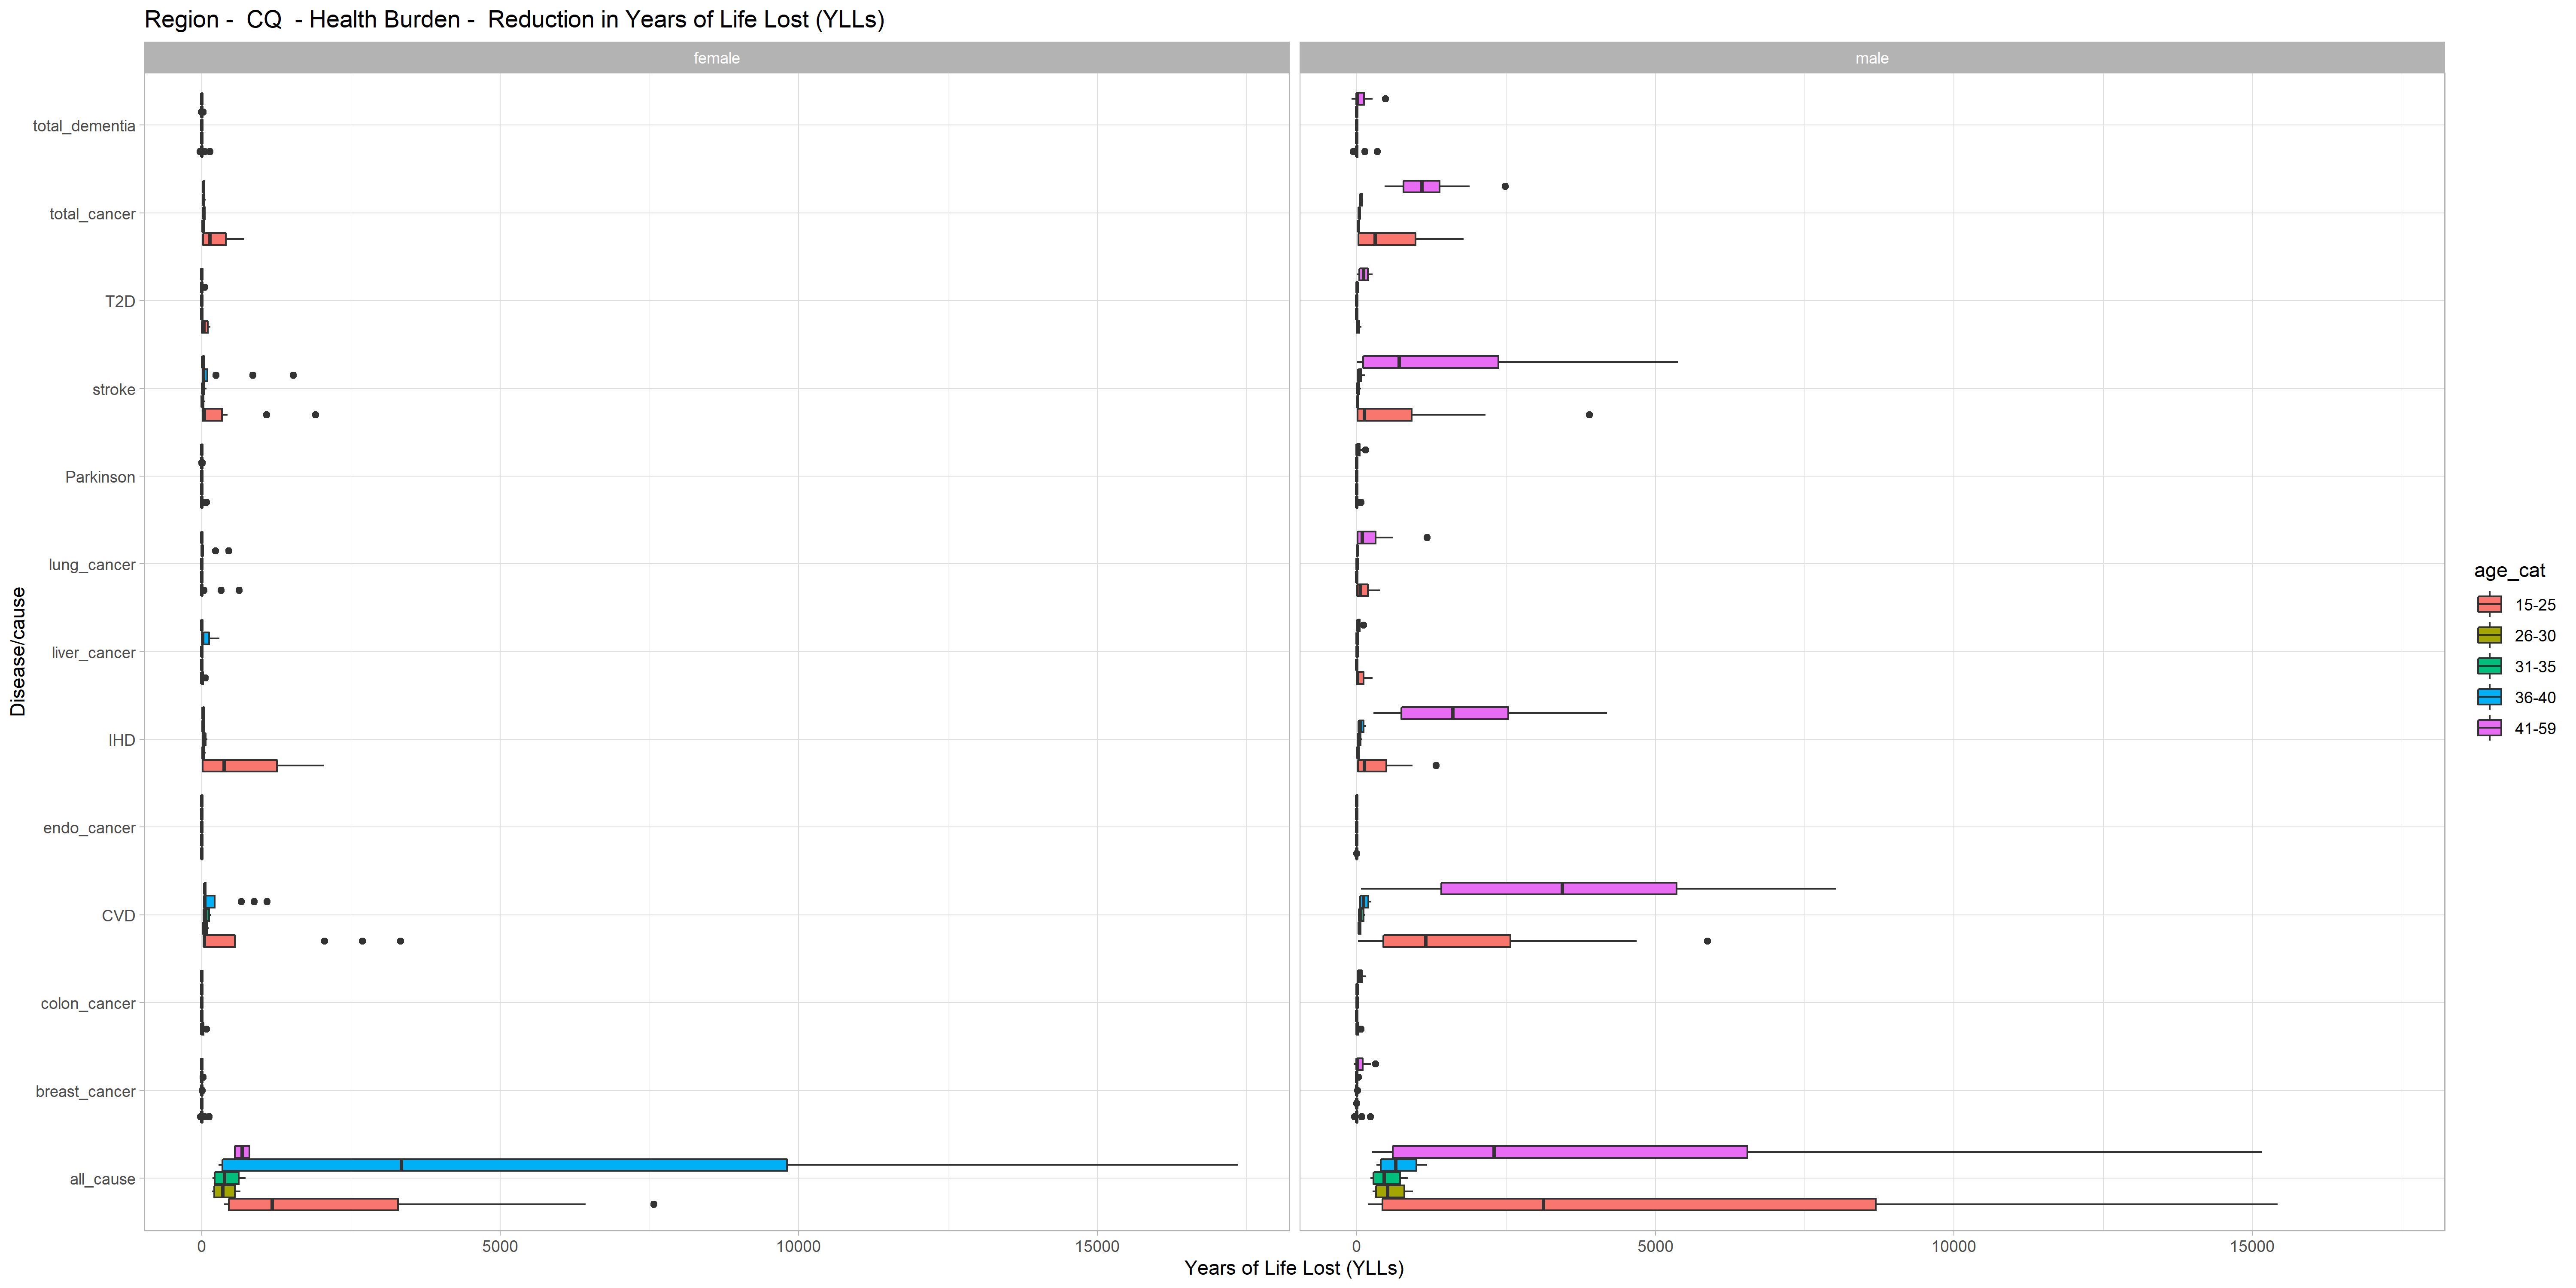 Region -  CQ  - Health Burden -  Reduction in Years of Life Lost (YLLs)
female
male
Disease/cause
total_dementia
total_cancer
T2D
stroke
Parkinson
lung_cancer
liver_cancer
IHD
endo_cancer
CVD
colon_cancer
breast_cancer
all_cause
0
5000
10000
15000
0
5000
10000
15000
Years of Life Lost (YLLs)
age_cat
15-25
26-30
31-35
36-40
41-59